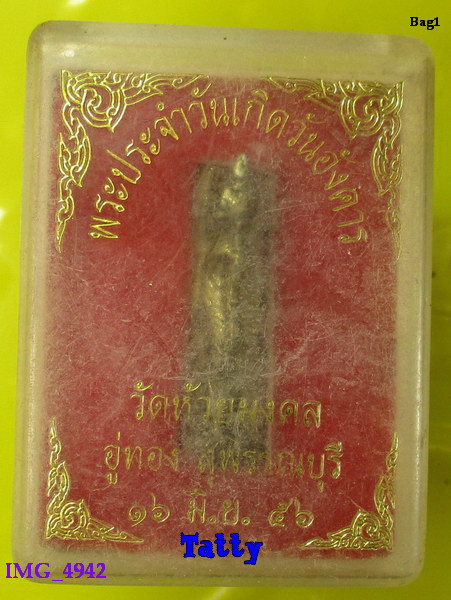 Bag1
พระประจำวันเกิดวันอังคาร
วัดห้วยมงคล
อู่ทอง สุพรรณบุรี
๑๖ มิ.ย. ๕๖
Tatty
IMG_4942